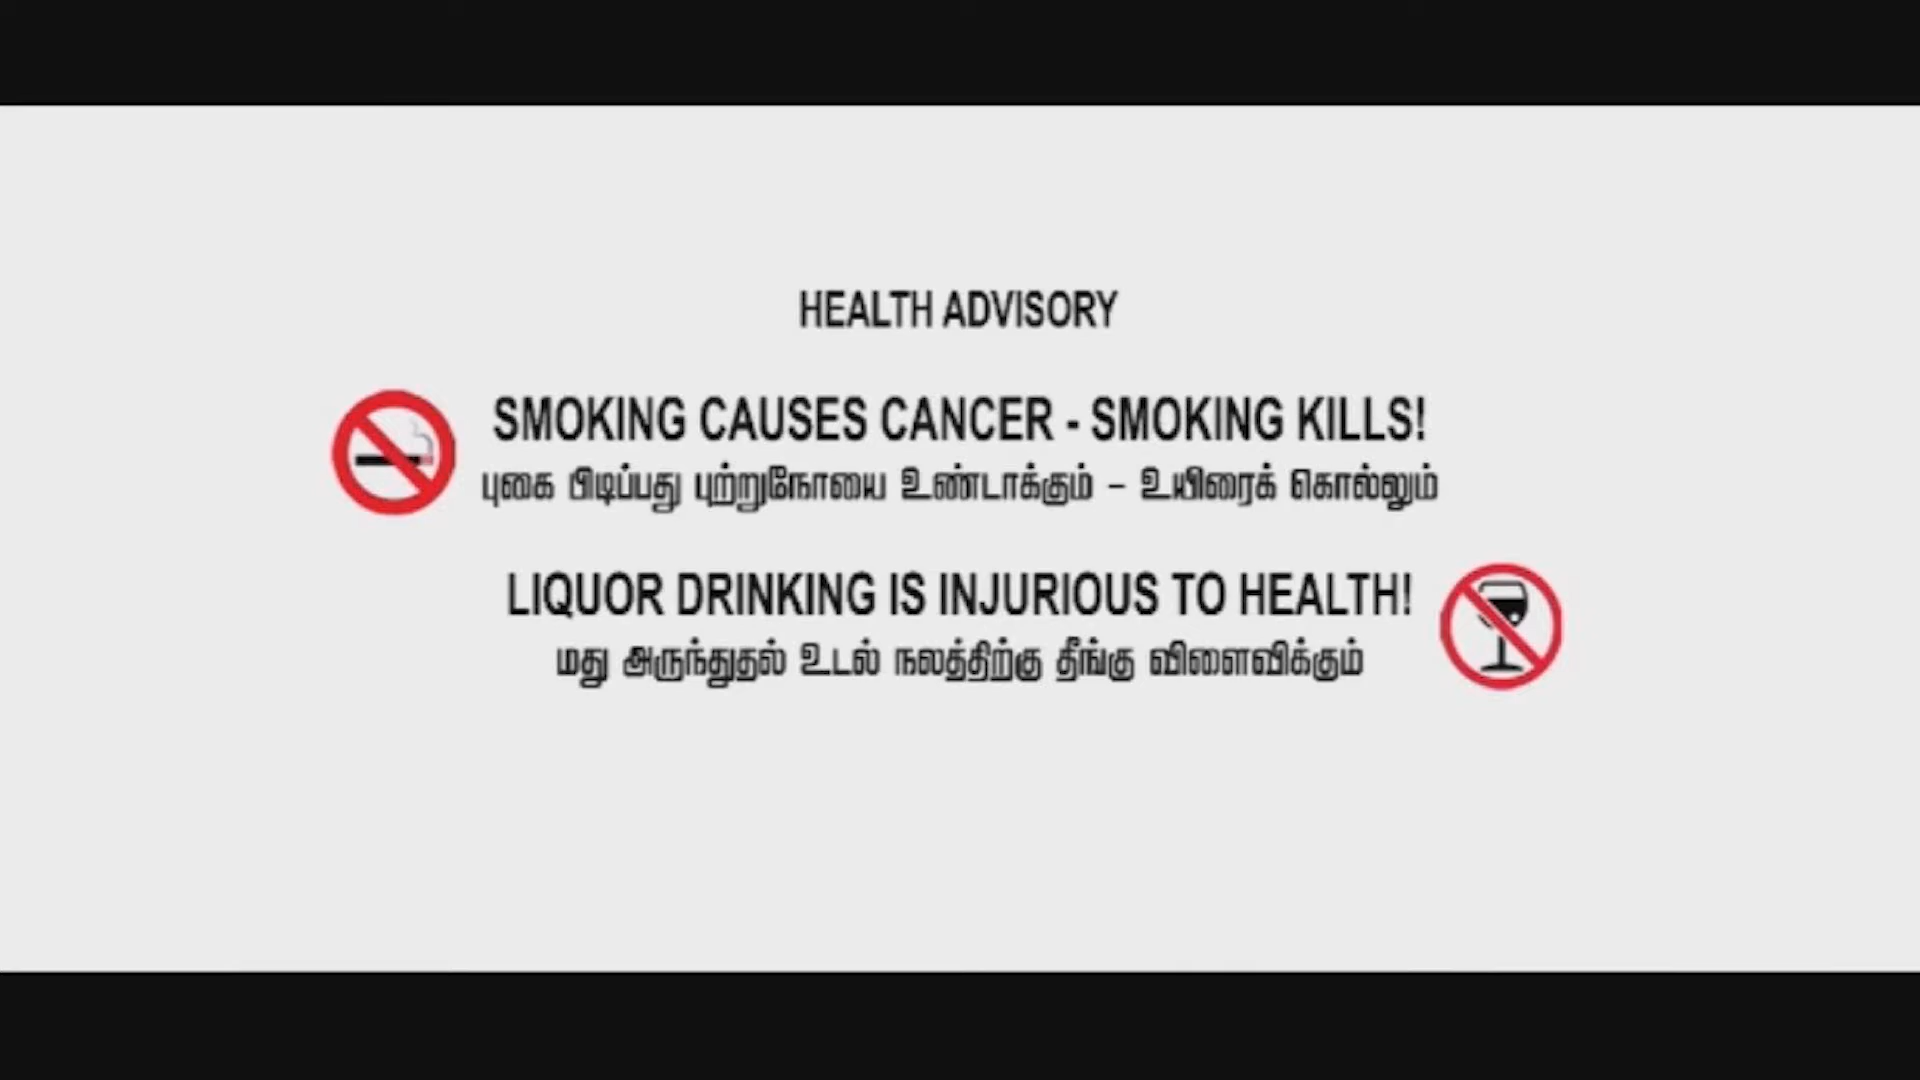 HEALTH ADVISORY
SMOKING CAUSES CANCER - SMOKING KILLS!
புகை பிடிப்பது புற்றுநோயை உண்டாக்கும் – உயிரைக் கொல்லும்
LIQUOR DRINKING IS INJURIOUS TO HEALTH!
மது அருந்துதல் உடல் நலத்திற்கு தீங்கு விளைவிக்கும்